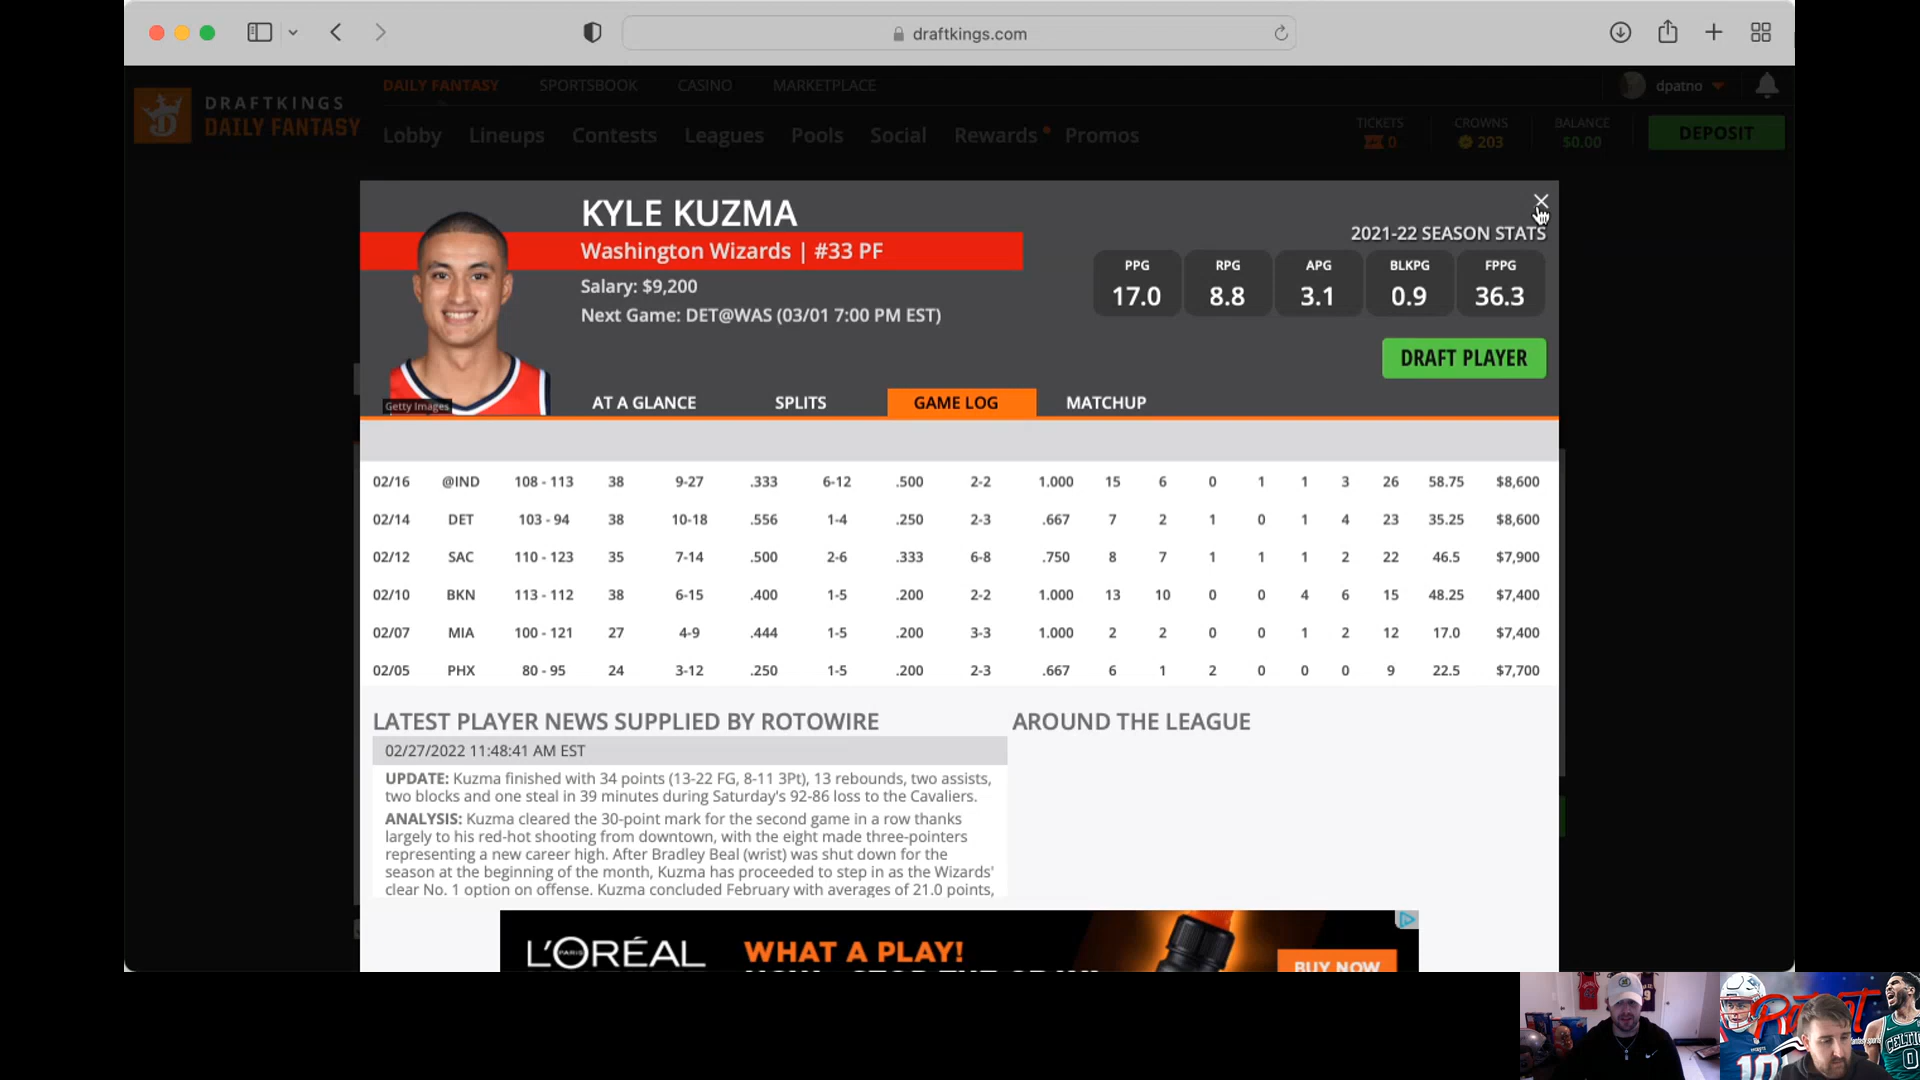 draftkings.com
DAILY FANTASY SPORTSBOOK CASINO MARKETPLACE
dpatno
DRAFTKINGS
DAILY FANTASY
Lobby Lineups Contests Leagues Pools Social Rewards Promos
TICKETS CROWNS BALANCE
0 203 $0.00
DEPOSIT
KYLE KUZMA
Washington Wizards | #33 PF
Salary: $9,200
Next Game: DET@WAS (03/01 7:00 PM EST)
2021-22 SEASON STATS
PPG RPG APG BLKPG FPPG
17.0 8.8 3.1 0.9 36.3
DRAFT PLAYER
Getty Images
AT A GLANCE SPLITS GAME LOG MATCHUP
02/16 @IND 108 - 113 38 9-27 .333 6-12 .500 2-2 1.000 15 6 0 1 1 3 26 58.75 $8,600
02/14 DET 103 - 94 38 10-18 .556 1-4 .250 2-3 .667 7 2 1 0 1 4 23 35.25 $8,600
02/12 SAC 110 - 123 35 7-14 .500 2-6 .333 6-8 .750 8 7 1 1 1 2 22 46.5 $7,900
02/10 BKN 113 - 112 38 6-15 .400 1-5 .200 2-2 1.000 13 10 0 0 4 6 15 48.25 $7,400
02/07 MIA 100 - 121 27 4-9 .444 1-5 .200 3-3 1.000 2 2 0 0 1 2 12 17.0 $7,400
02/05 PHX 80 - 95 24 3-12 .250 1-5 .200 2-3 .667 6 1 2 0 0 0 9 22.5 $7,700
LATEST PLAYER NEWS SUPPLIED BY ROTOWIRE
AROUND THE LEAGUE
02/27/2022 11:48:41 AM EST
UPDATE: Kuzma finished with 34 points (13-22 FG, 8-11 3Pt), 13 rebounds, two assists,
two blocks and one steal in 39 minutes during Saturday's 92-86 loss to the Cavaliers.
ANALYSIS: Kuzma cleared the 30-point mark for the second game in a row thanks
largely to his red-hot shooting from downtown, with the eight made three-pointers
representing a new career high. After Bradley Beal (wrist) was shut down for the
season at the beginning of the month, Kuzma has proceeded to step in as the Wizards'
clear No. 1 option on offense. Kuzma concluded February with averages of 21.0 points,
L'ORÉAL
PARIS
WHAT A PLAY!
BUY NOW